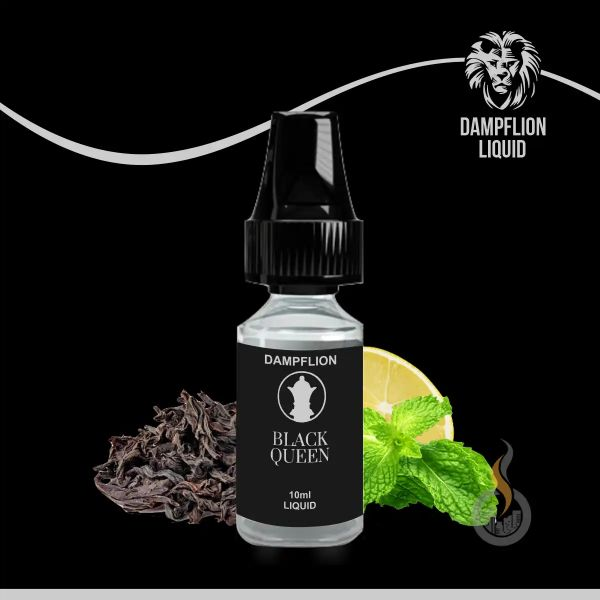 DAMPFLION
LIQUID
DAMPFLION
BLACK
QUEEN
10ml
LIQUID